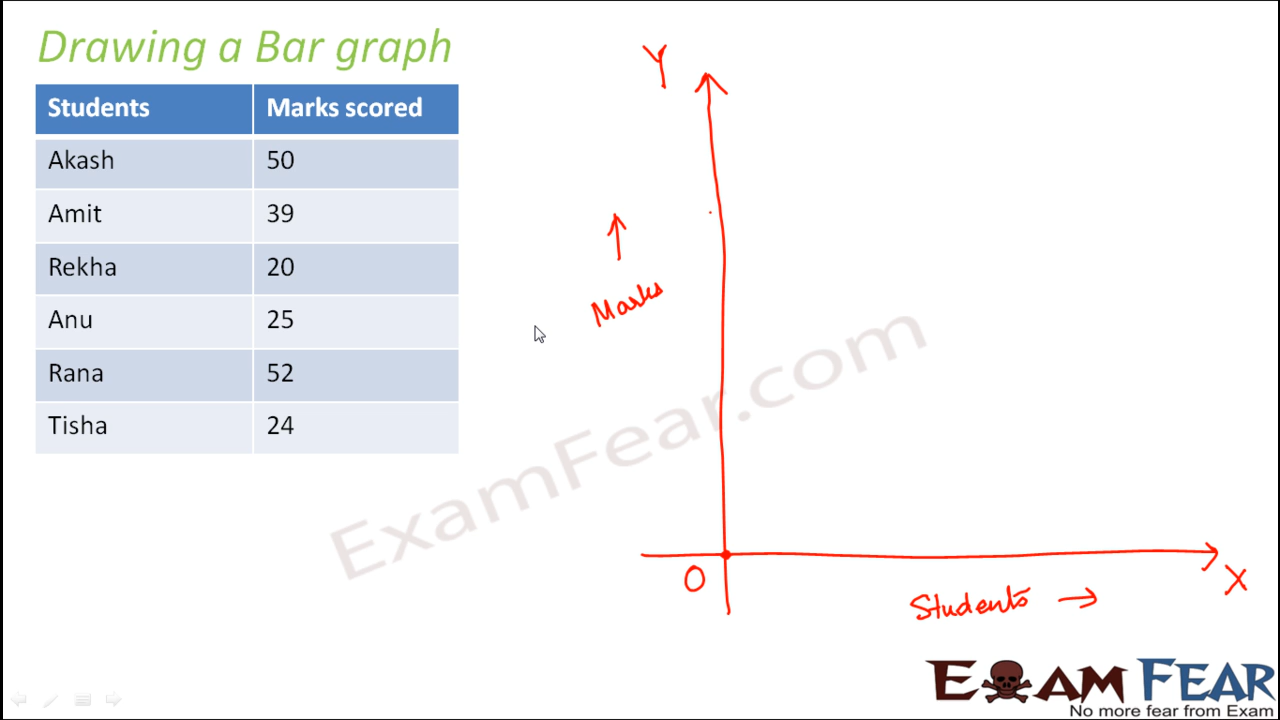 Drawing a Bar graph
Students Marks scored
Akash 50
Amit 39
Rekha 20
Anu 25
Rana 52
Tisha 24
Y
Marks
O
X
Students
ExamFear.com
EXAM FEAR
No more fear from Exam